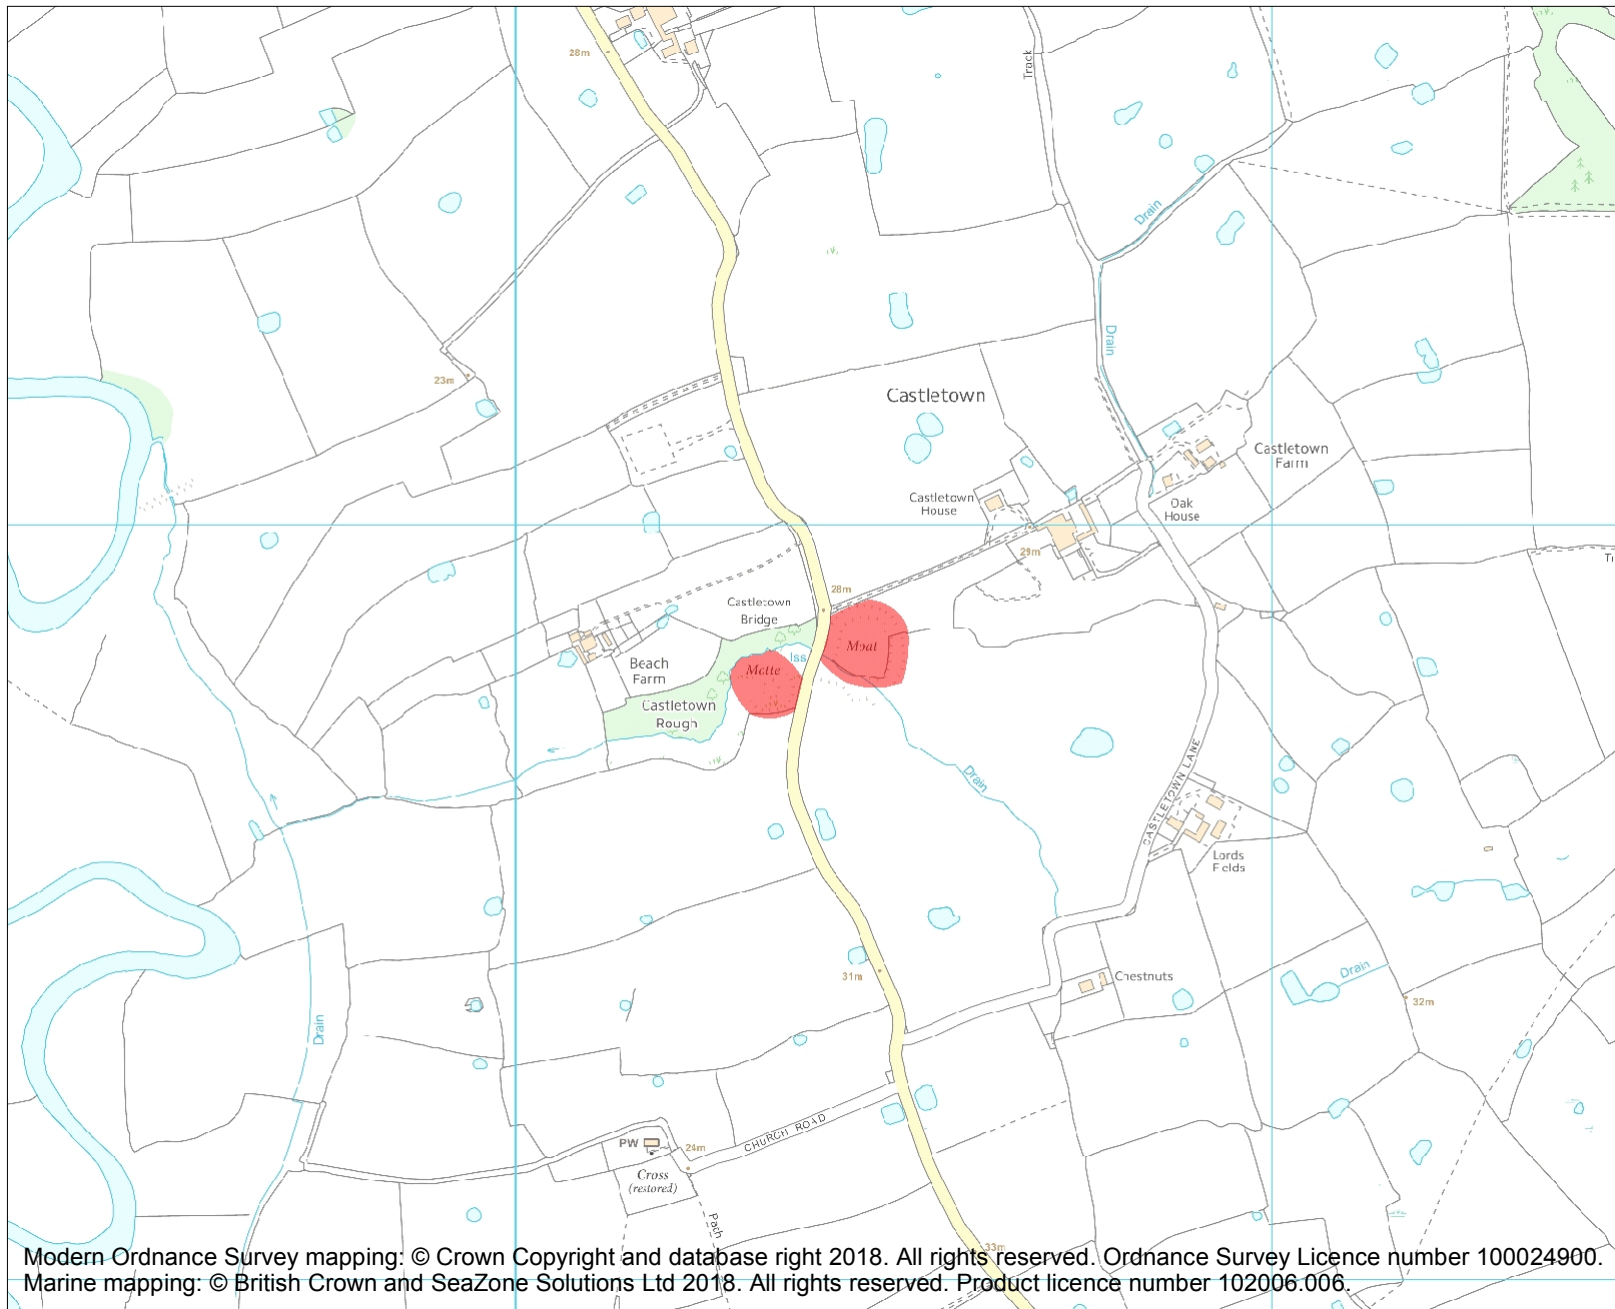 28m
Track
Drain
Drain
23m
Castletown
Castletown
Farm
Castletown
House
Oak
House
29m
28m
Castletown
Bridge
Moat
Iss
Motte
Beach
Farm
Castletown
Rough
Drain
CASTLETOWN LANE
Lords
Fields
31m
Chestnuts
Drain
32m
Drain
PW
24m
CHURCH ROAD
Cross
(restored)
Path
33m
Modern Ordnance Survey mapping: © Crown Copyright and database right 2018. All rights reserved. Ordnance Survey Licence number 100024900.
Marine mapping: © British Crown and SeaZone Solutions Ltd 2018. All rights reserved. Product licence number 102006.006.